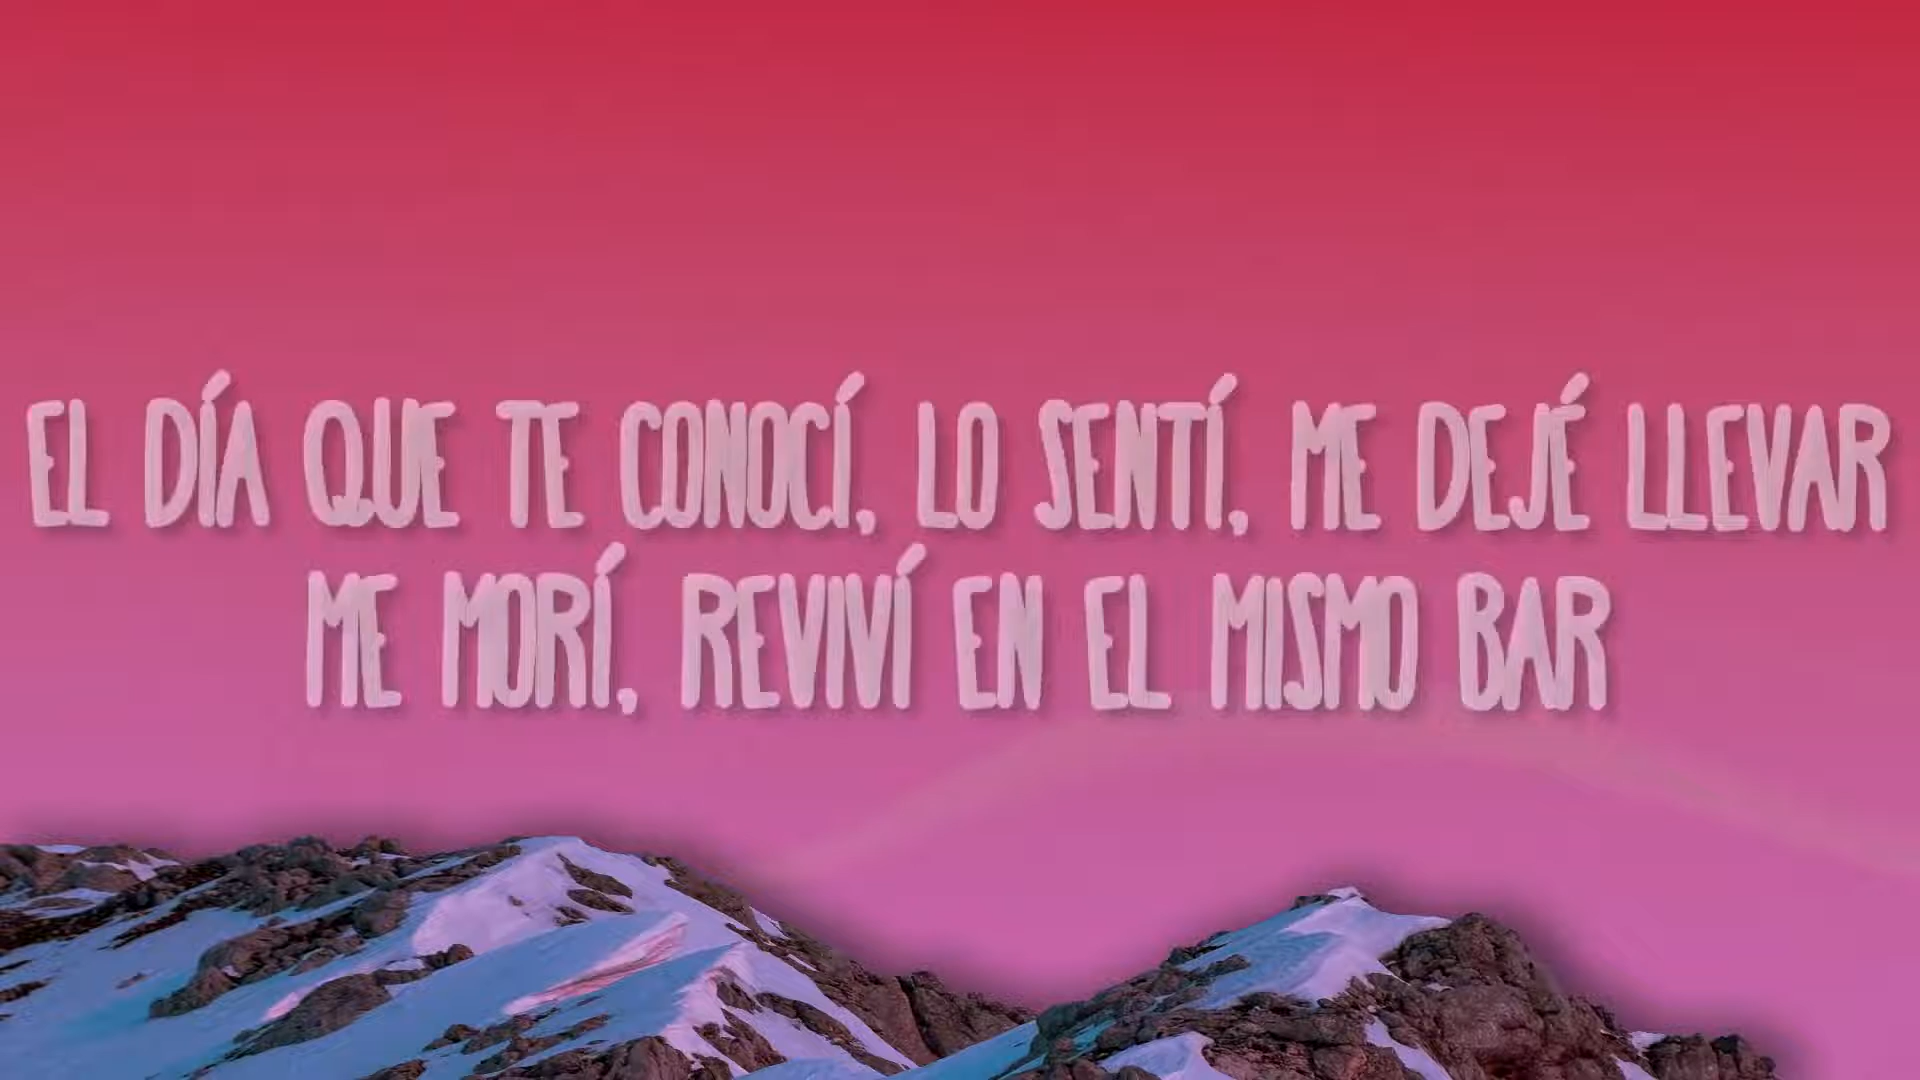 EL DÍA QUE TE CONOCÍ, LO SENTÍ, ME DEJÉ LLEVAR
ME MORÍ, REVIVÍ EN EL MISMO BAR